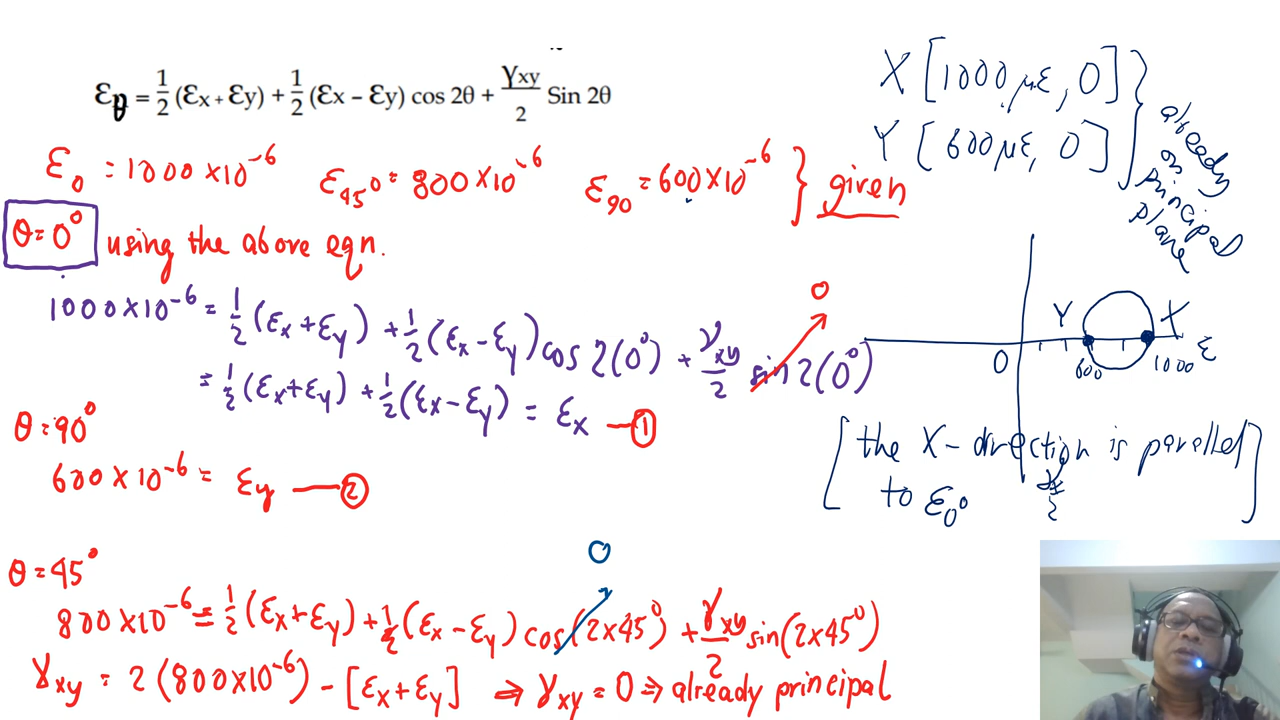 εθ = 1/2 (εx + εy) + 1/2 (εx – εy) cos 2θ + γxy/2 Sin 2θ
ε0 = 1000×10⁻⁶ ε45° = 800×10⁻⁶ ε90 = 600×10⁻⁶ } given
θ = 0° using the above eqn.
1000×10⁻⁶ = 1/2 (εx + εy) + 1/2 (εx – εy) cos 2(0°) + γxy/2 sin 2(0°) 0
= 1/2 (εx+εy) + 1/2 (εx – εy) = εx — ①
θ = 90°
600×10⁻⁶ = εy — ②
θ = 45°
800×10⁻⁶ = 1/2 (εx+εy) + 1/2 (εx – εy) cos (2×45°) 0 + γxy/2 sin(2×45°)
γxy = 2(800×10⁻⁶) – [εx+εy] ⇒ γxy = 0 ⇒ already principal
X [1000 με, 0]
Y [600 με, 0]
} already on principal plane
Y X
0 600 1000 ε
γ/2
[the X-direction is parellel
to ε0°]